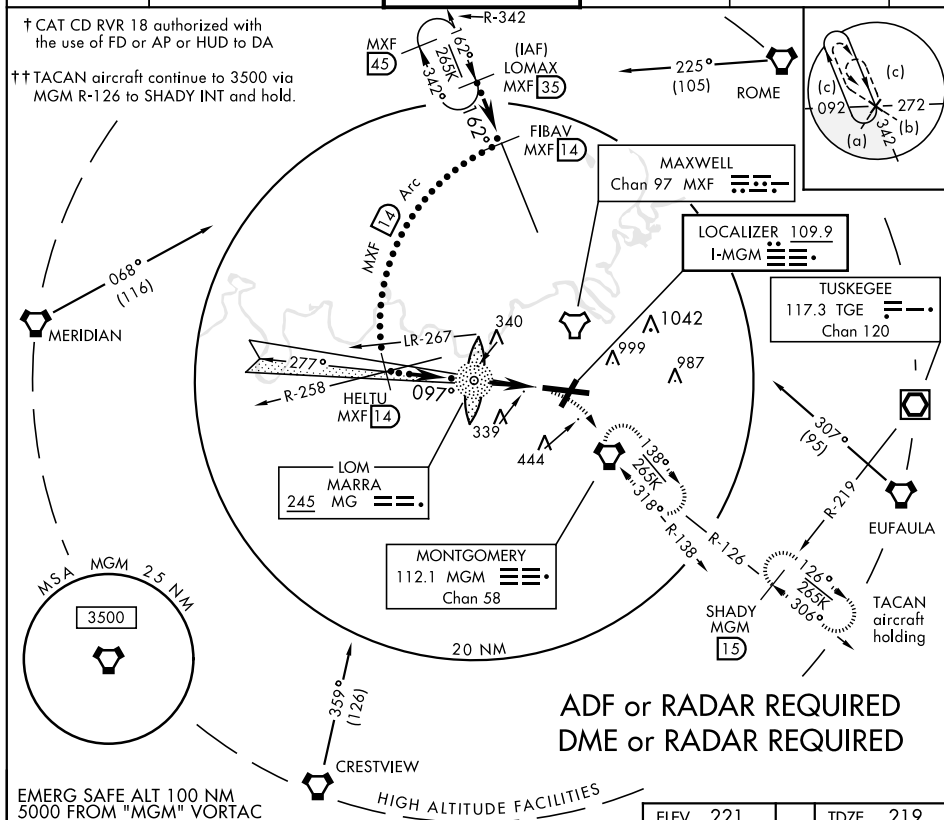 † CAT CD RVR 18 authorized with
the use of FD or AP or HUD to DA
†† TACAN aircraft continue to 3500 via
MGM R-126 to SHADY INT and hold.
R-342
MXF
45
162°
265K
342°
(IAF)
LOMAX
MXF 35
162°
FIBAV
MXF 14
225°
(105)
ROME
(c)
(c)
092
272
(a)
(b)
342
MAXWELL
Chan 97 MXF
LOCALIZER 109.9
I-MGM
TUSKEGEE
117.3 TGE
Chan 120
MXF 14 Arc
068°
(116)
MERIDIAN
LR-267
340
1042
999
987
277°
R-258
097°
HELTU
MXF 14
339
444
307°
(95)
EUFAULA
R-219
LOM
MARRA
245 MG
138°
265K
318°
R-138
R-126
MONTGOMERY
112.1 MGM
Chan 58
126°
265K
306°
SHADY
MGM
15
TACAN
aircraft
holding
MSA MGM 25 NM
3500
20 NM
359°
(126)
CRESTVIEW
ADF or RADAR REQUIRED
DME or RADAR REQUIRED
HIGH ALTITUDE FACILITIES
EMERG SAFE ALT 100 NM
5000 FROM "MGM" VORTAC
ELEV 221
TDZE 219